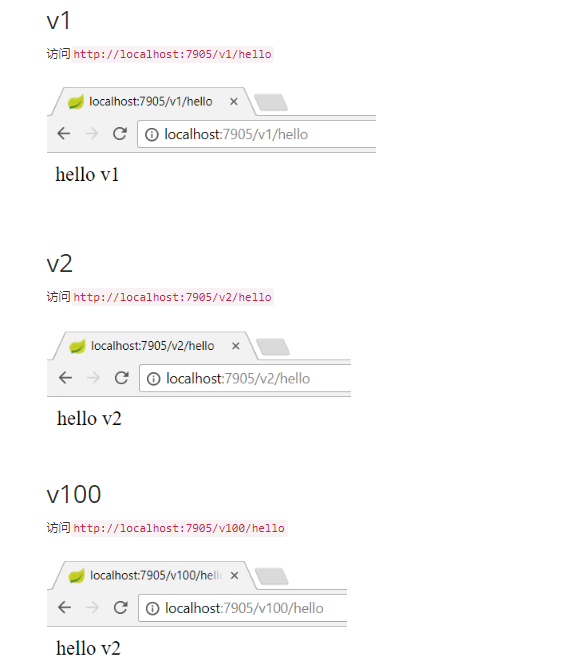 v1
访问 http://localhost:7905/v1/hello
localhost:7905/v1/hello
localhost:7905/v1/hello
hello v1
v2
访问 http://localhost:7905/v2/hello
localhost:7905/v2/hello
localhost:7905/v2/hello
hello v2
v100
访问 http://localhost:7905/v100/hello
localhost:7905/v100/hell
localhost:7905/v100/hello
hello v2